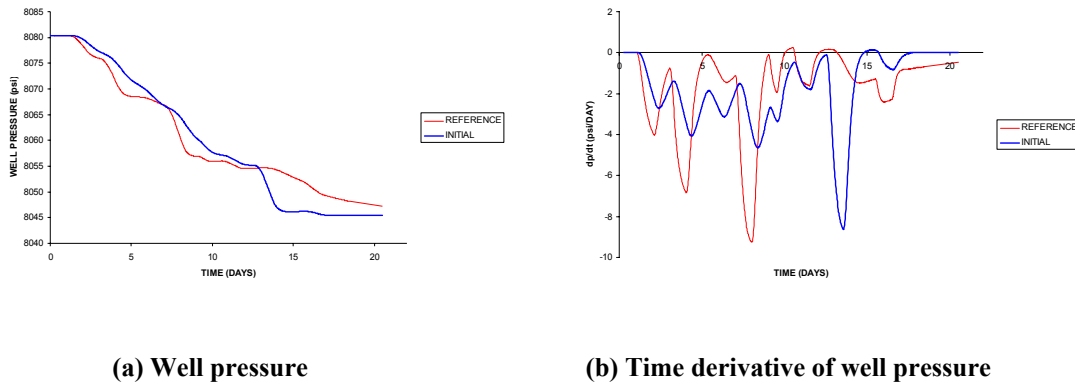 8085
8080
8075
8070
8065
8060
8055
8050
8045
8040
WELL PRESSURE (psi)
0 5 10 15 20
TIME (DAYS)
REFERENCE
INITIAL
2
0
-2
-4
-6
-8
-10
dp/dt (psi/DAY)
0 5 10 15 20
TIME (DAYS)
REFERENCE
INITIAL
(a) Well pressure
(b) Time derivative of well pressure